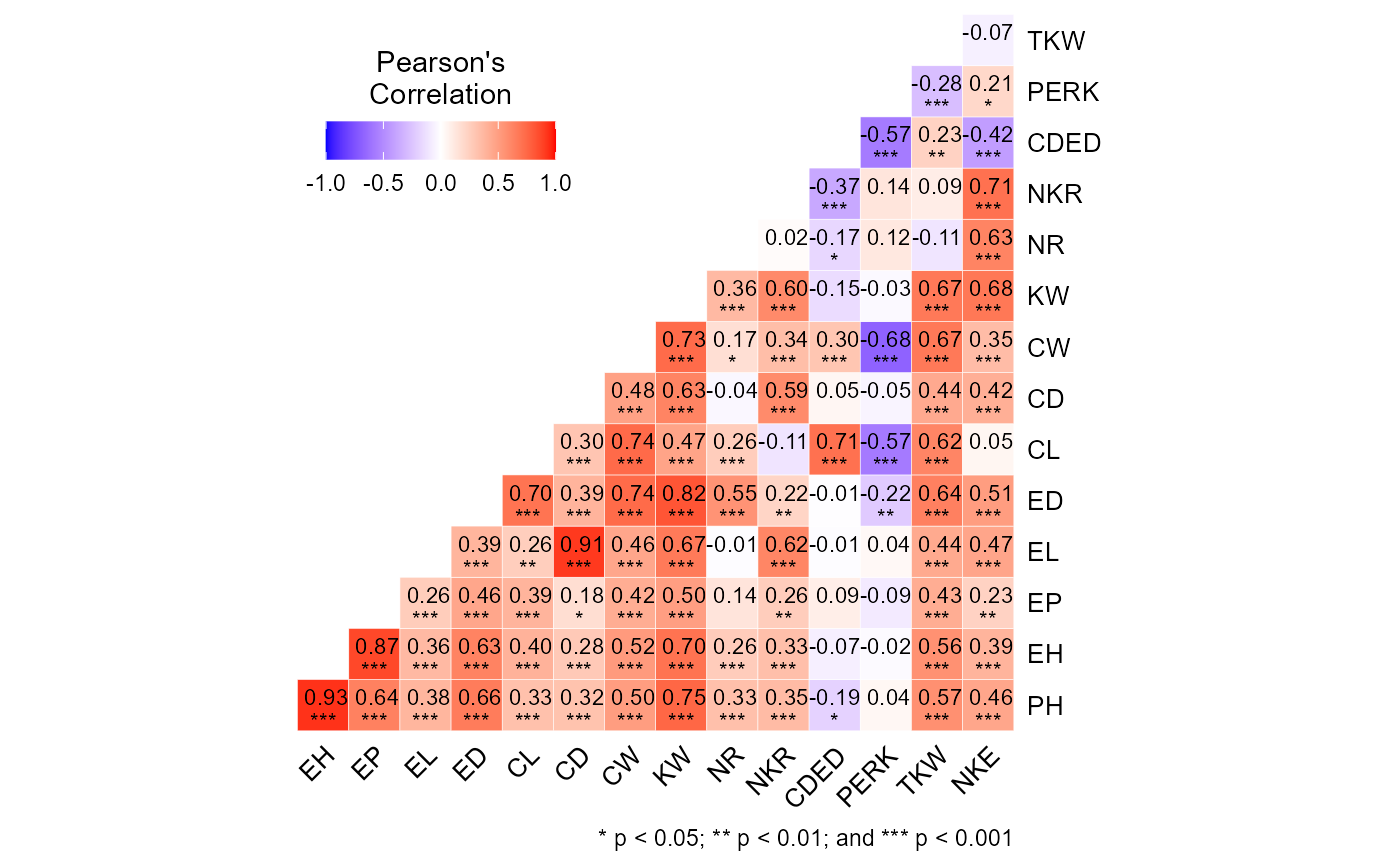 -0.07 TKW
Pearson's
Correlation
-0.28 0.21 PERK
*** *
-0.57 0.23 -0.42 CDED
*** ** ***
-1.0 -0.5 0.0 0.5 1.0
-0.37 0.14 0.09 0.71 NKR
*** ***
0.02 -0.17 0.12 -0.11 0.63 NR
* ***
0.36 0.60 -0.15 -0.03 0.67 0.68 KW
*** *** *** ***
0.73 0.17 0.34 0.30 -0.68 0.67 0.35 CW
*** * *** *** *** *** ***
0.48 0.63 -0.04 0.59 0.05 -0.05 0.44 0.42 CD
*** *** *** *** ***
0.30 0.74 0.47 0.26 -0.11 0.71 -0.57 0.62 0.05 CL
*** *** *** *** *** *** ***
0.70 0.39 0.74 0.82 0.55 0.22 -0.01 -0.22 0.64 0.51 ED
*** *** *** *** *** ** ** *** ***
0.39 0.26 0.91 0.46 0.67 -0.01 0.62 -0.01 0.04 0.44 0.47 EL
*** ** *** *** *** *** *** ***
0.26 0.46 0.39 0.18 0.42 0.50 0.14 0.26 0.09 -0.09 0.43 0.23 EP
*** *** *** * *** *** ** *** **
0.87 0.36 0.63 0.40 0.28 0.52 0.70 0.26 0.33 -0.07 -0.02 0.56 0.39 EH
*** *** *** *** *** *** *** *** *** *** ***
0.93 0.64 0.38 0.66 0.33 0.32 0.50 0.75 0.33 0.35 -0.19 0.04 0.57 0.46 PH
*** *** *** *** *** *** *** *** *** *** * *** ***
EH EP EL ED CL CD CW KW NR NKR CDED PERK TKW NKE
* p < 0.05; ** p < 0.01; and *** p < 0.001